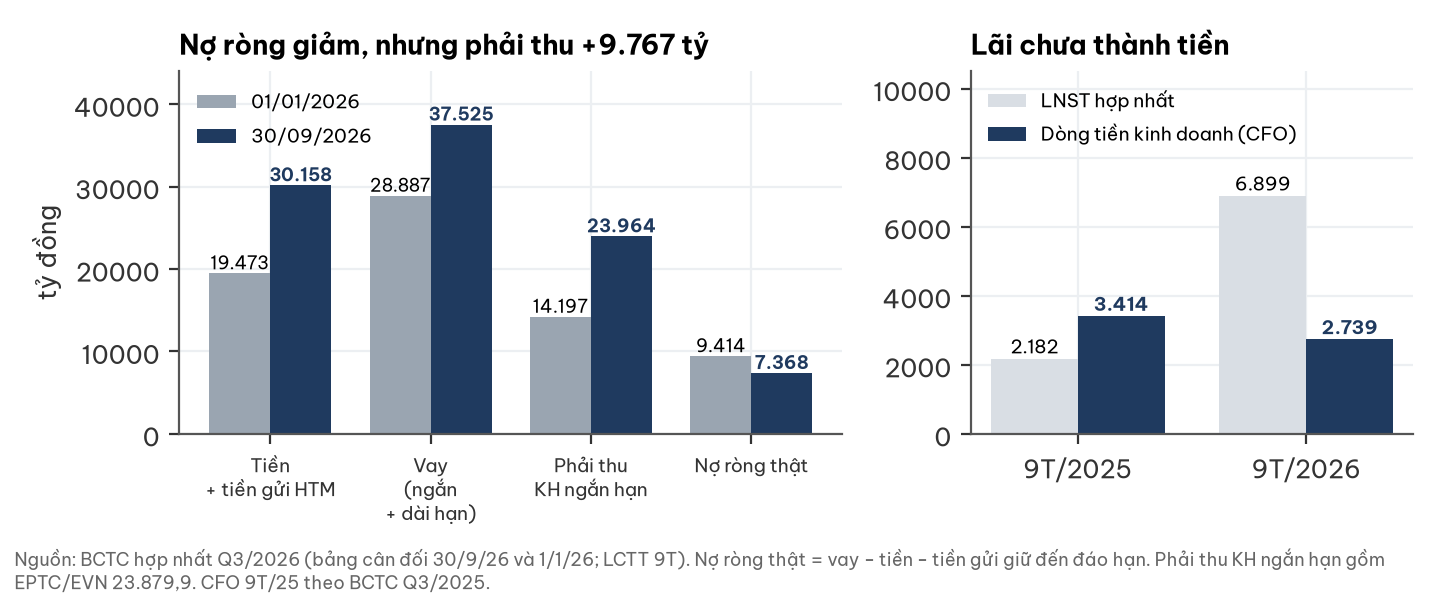 Nợ ròng giảm, nhưng phải thu +9.767 tỷ
tỷ đồng
40000
30000
20000
10000
0
01/01/2026
30/09/2026
19.473
30.158
28.887
37.525
14.197
23.964
9.414
7.368
Tiền
+ tiền gửi HTM
Vay
(ngắn
+ dài hạn)
Phải thu
KH ngắn hạn
Nợ ròng thật
Lãi chưa thành tiền
10000
8000
6000
4000
2000
0
LNST hợp nhất
Dòng tiền kinh doanh (CFO)
2.182
3.414
6.899
2.739
9T/2025
9T/2026
Nguồn: BCTC hợp nhất Q3/2026 (bảng cân đối 30/9/26 và 1/1/26; LCTT 9T). Nợ ròng thật = vay − tiền − tiền gửi giữ đến đáo hạn. Phải thu KH ngắn hạn gồm
EPTC/EVN 23.879,9. CFO 9T/25 theo BCTC Q3/2025.